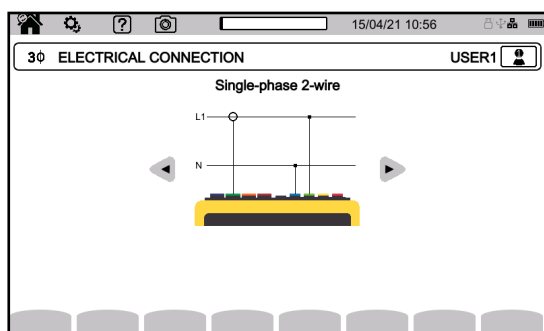 ?
15/04/21 10:56
3ϕ ELECTRICAL CONNECTION USER1
Single-phase 2-wire
L1
N